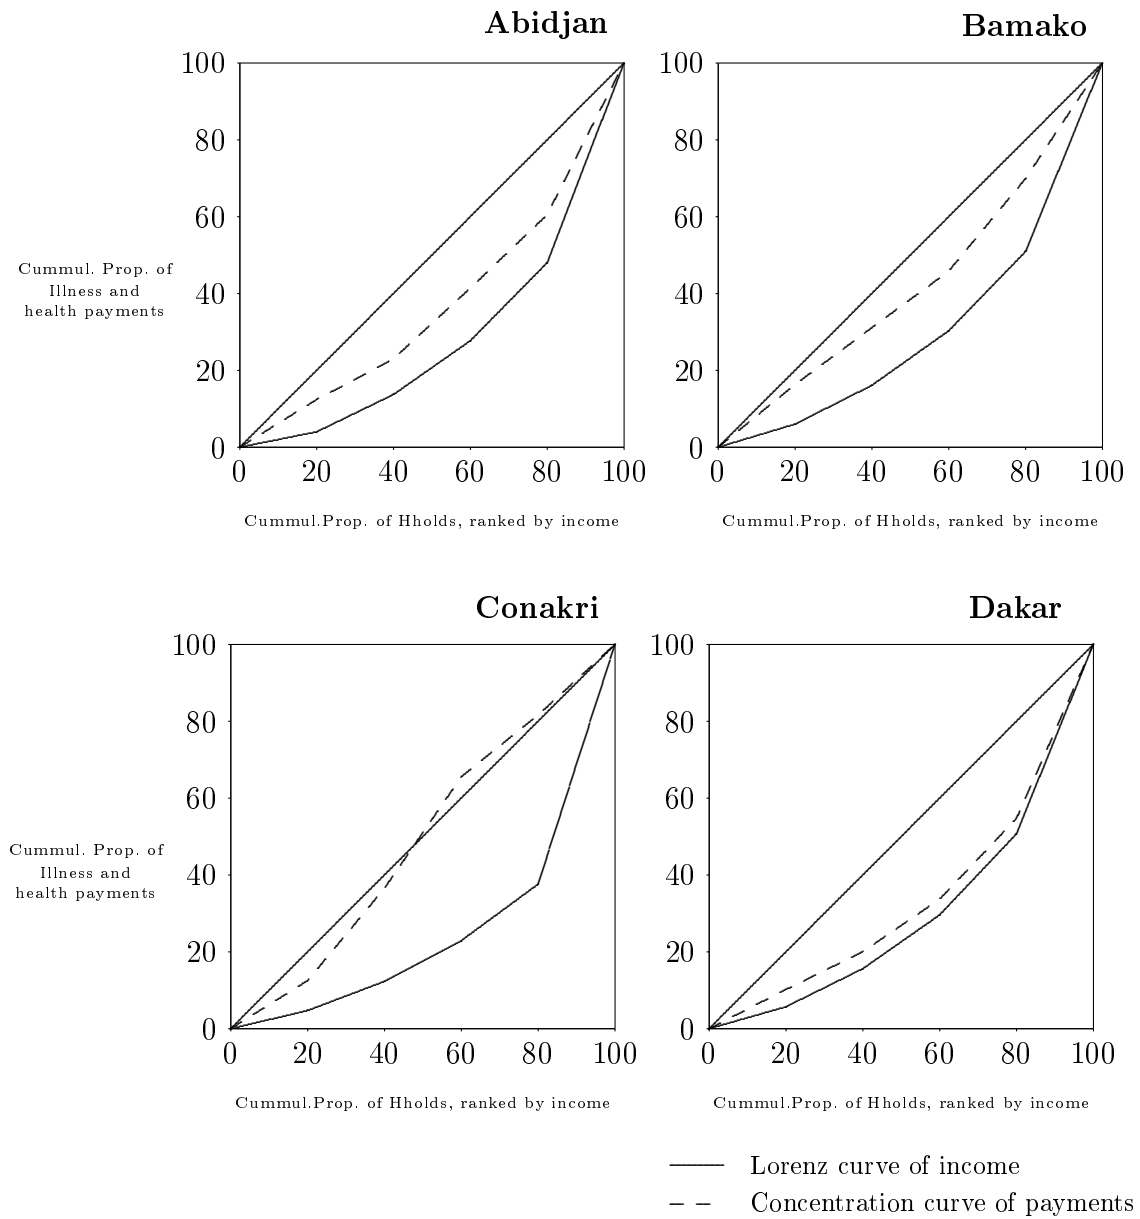 Abidjan
100
80
60
40
20
0
0 20 40 60 80 100
Cummul. Prop. of
Illness and
health payments
Cummul.Prop. of Hholds, ranked by income
Bamako
100
80
60
40
20
0
0 20 40 60 80 100
Cummul.Prop. of Hholds, ranked by income
Conakri
100
80
60
40
20
0
0 20 40 60 80 100
Cummul. Prop. of
Illness and
health payments
Cummul.Prop. of Hholds, ranked by income
Dakar
100
80
60
40
20
0
0 20 40 60 80 100
Cummul.Prop. of Hholds, ranked by income
Lorenz curve of income
Concentration curve of payments